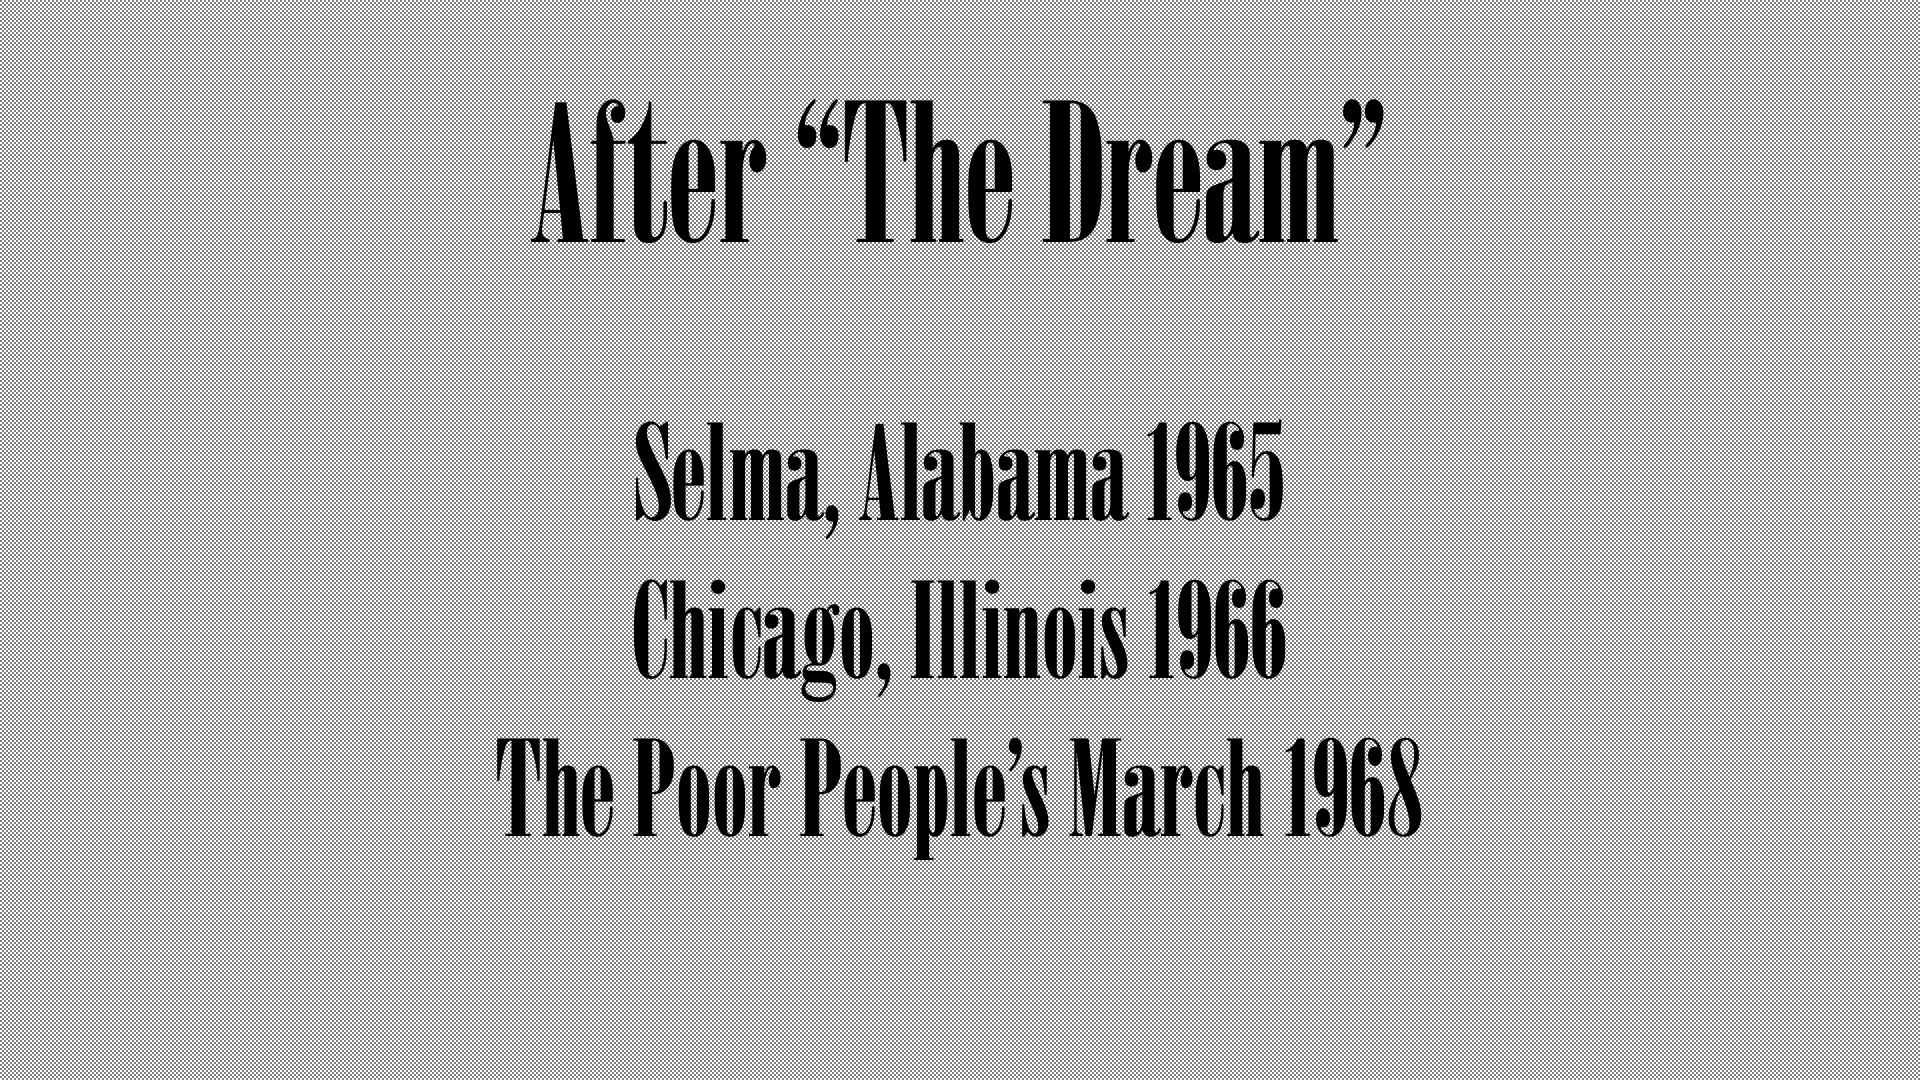 After “The Dream”
Selma, Alabama 1965
Chicago, Illinois 1966
The Poor People’s March 1968